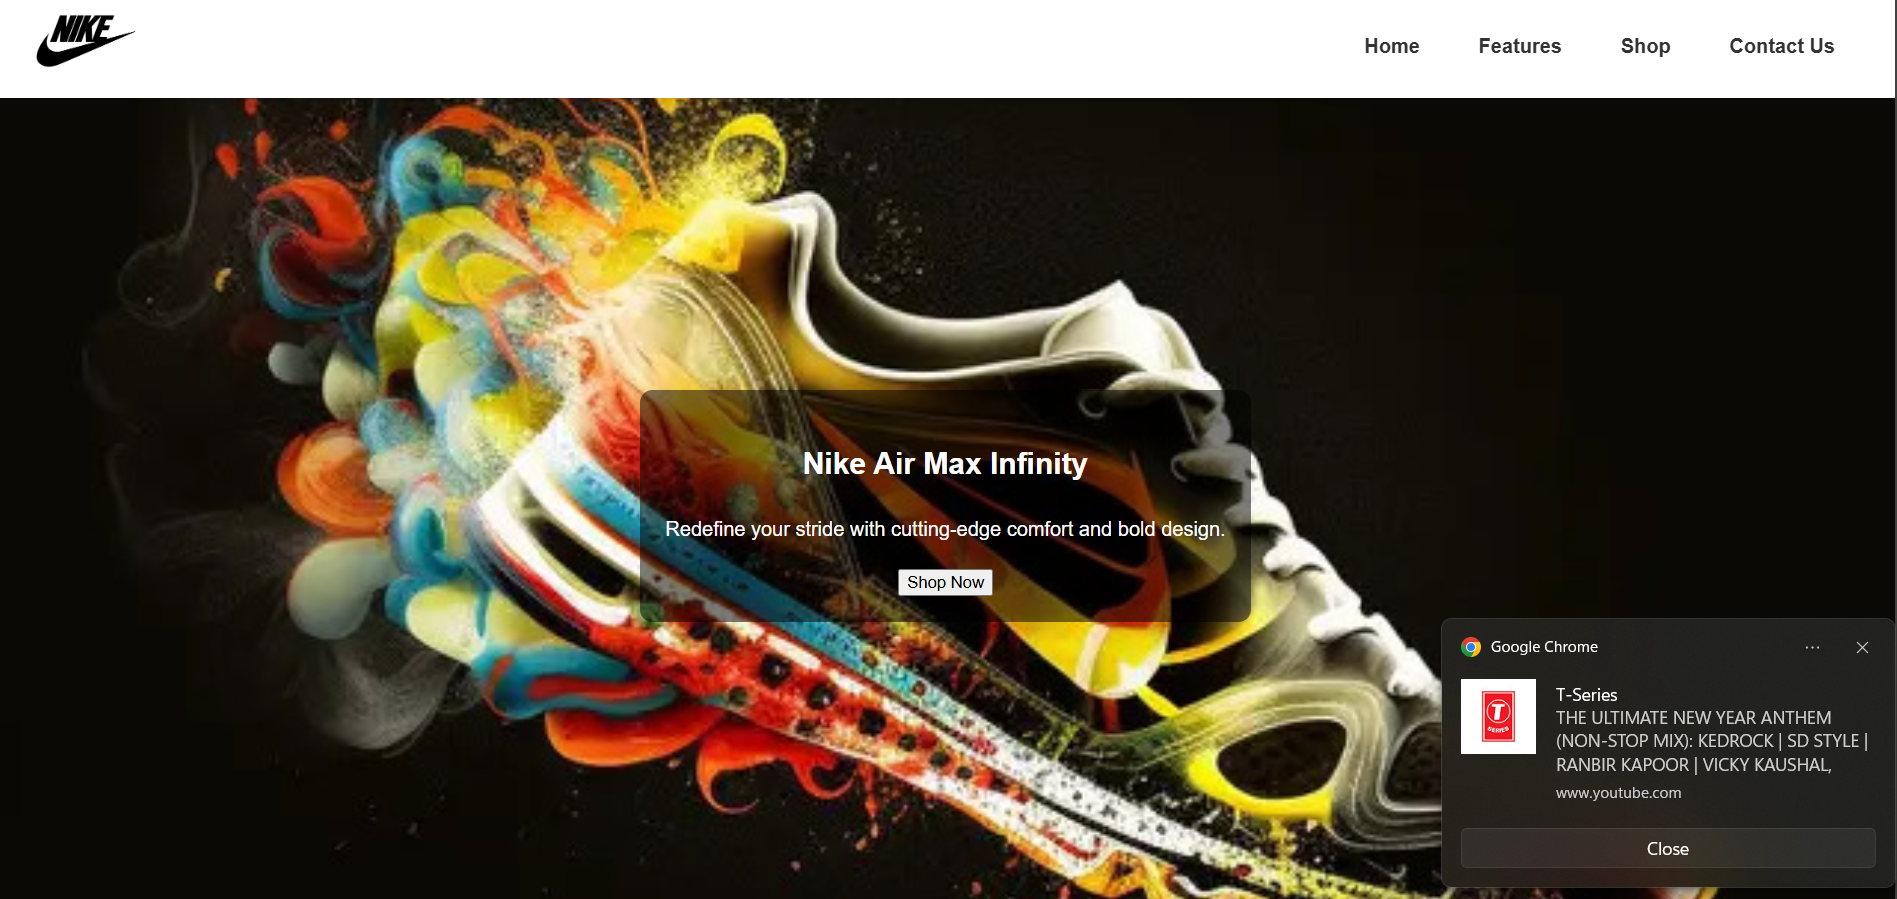 NIKE
Home Features Shop Contact Us
Nike Air Max Infinity
Redefine your stride with cutting-edge comfort and bold design.
Shop Now
Google Chrome
T
SERIES
T-Series
THE ULTIMATE NEW YEAR ANTHEM
(NON-STOP MIX): KEDROCK | SD STYLE |
RANBIR KAPOOR | VICKY KAUSHAL,
www.youtube.com
Close